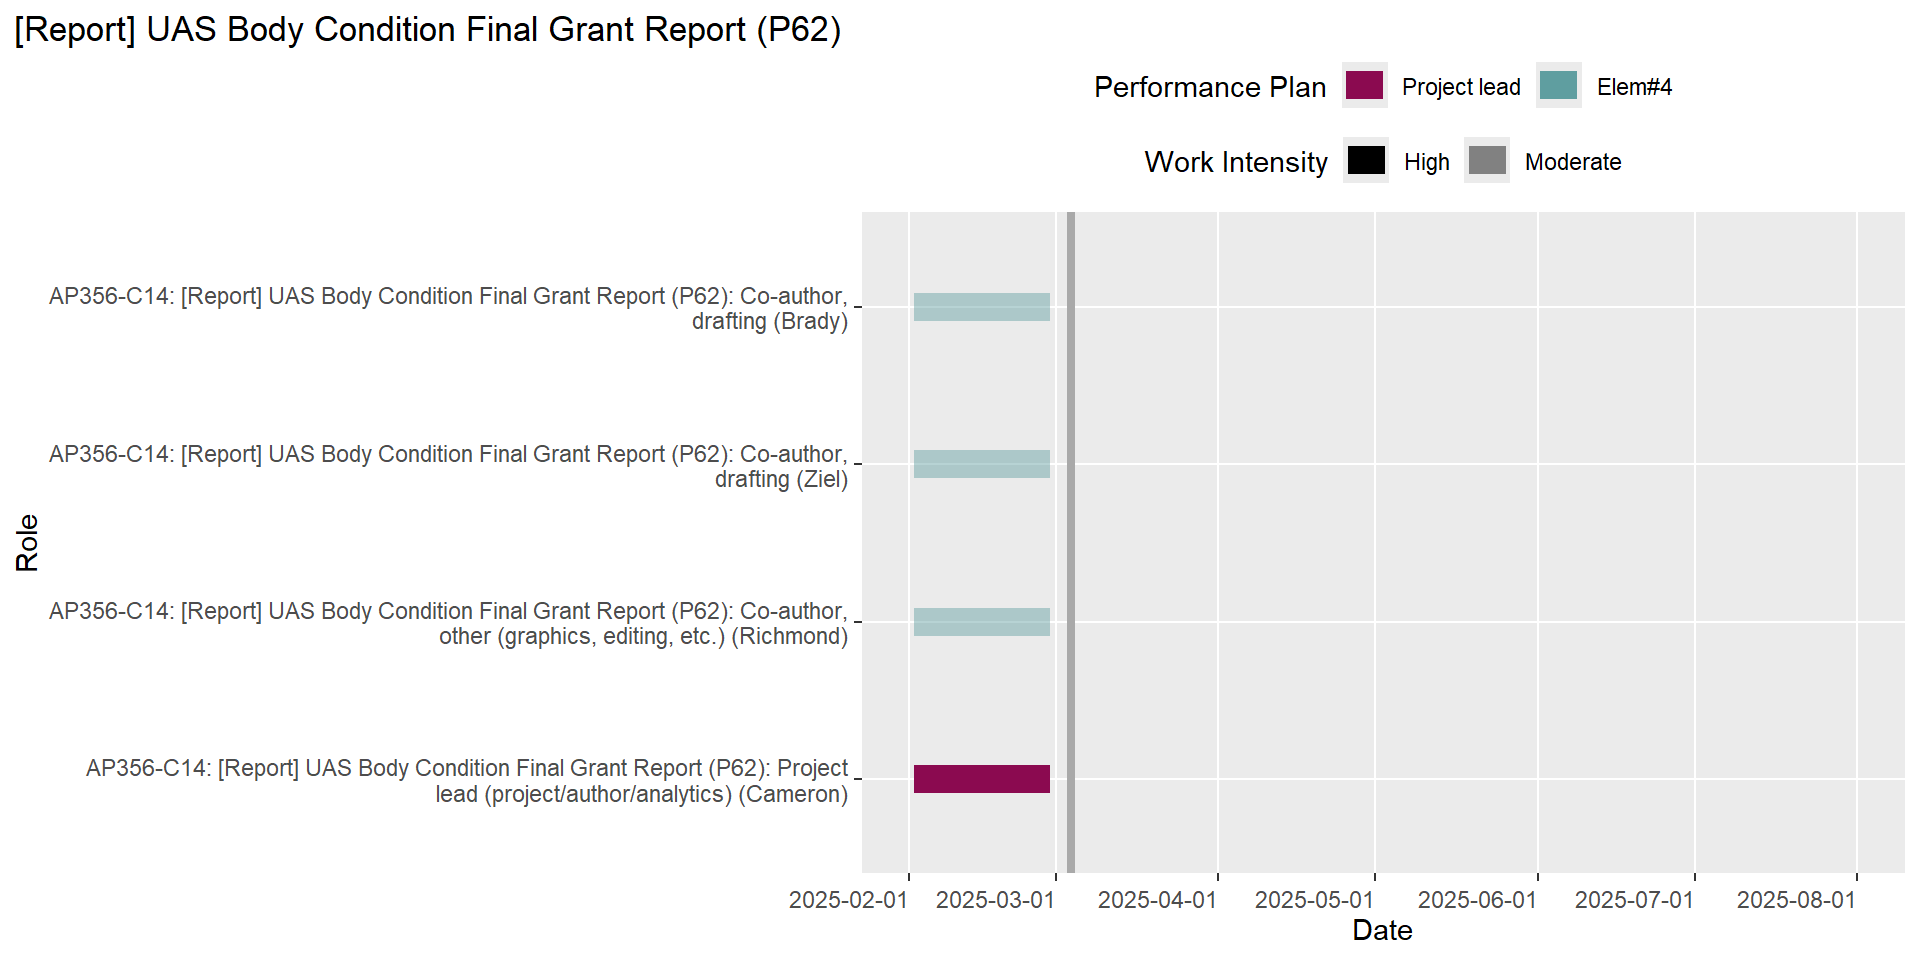 [Report] UAS Body Condition Final Grant Report (P62)
Performance Plan Project lead Elem#4
Work Intensity High Moderate
AP356-C14: [Report] UAS Body Condition Final Grant Report (P62): Co-author,
drafting (Brady)
AP356-C14: [Report] UAS Body Condition Final Grant Report (P62): Co-author,
drafting (Ziel)
Role
AP356-C14: [Report] UAS Body Condition Final Grant Report (P62): Co-author,
other (graphics, editing, etc.) (Richmond)
AP356-C14: [Report] UAS Body Condition Final Grant Report (P62): Project
lead (project/author/analytics) (Cameron)
2025-02-01 2025-03-01 2025-04-01 2025-05-01 2025-06-01 2025-07-01 2025-08-01
Date